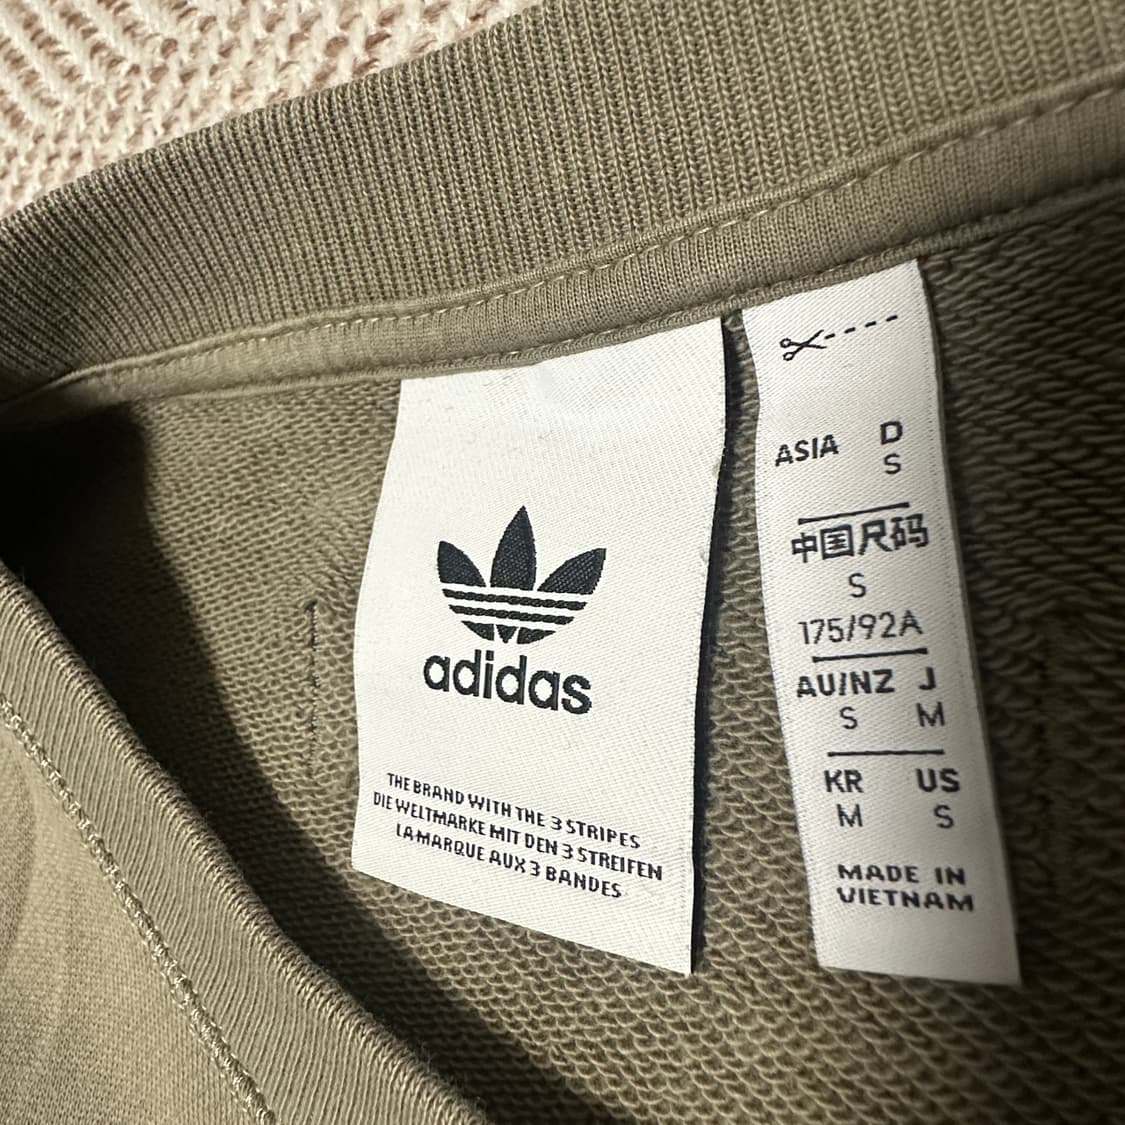 adidas
THE BRAND WITH THE 3 STRIPES
DIE WELTMARKE MIT DEN 3 STREIFEN
LA MARQUE AUX 3 BANDES
ASIA D
S
中国尺码
S
175/92A
AU/NZ J
S M
KR US
M S
MADE IN
VIETNAM